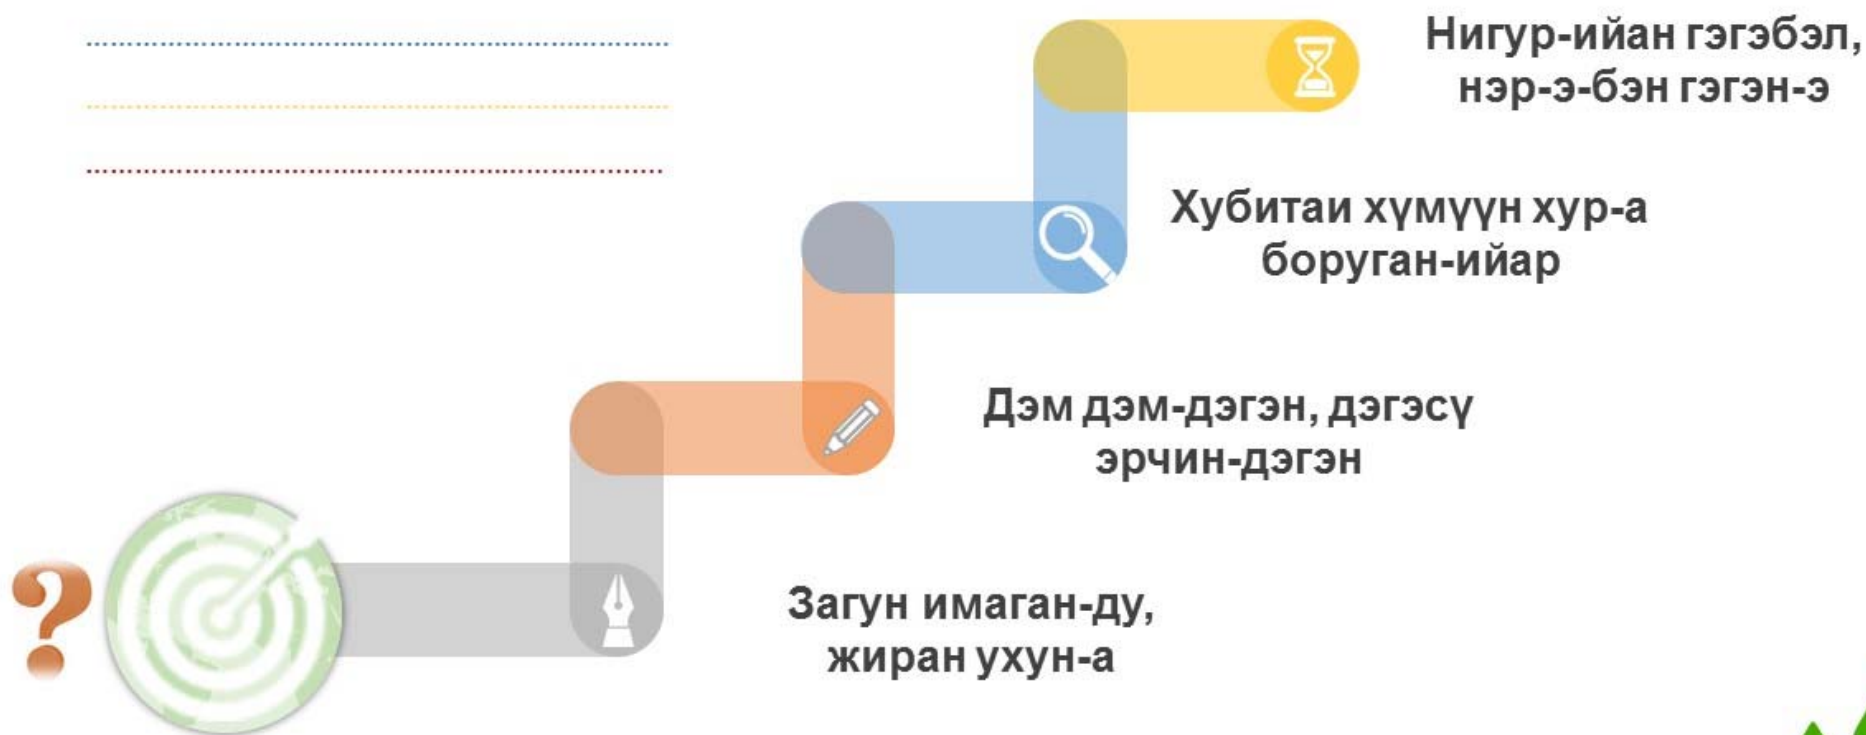 Нигур-ийан гэгэбэл,
нэр-э-бэн гэгэн-э
Хубитаи хүмүүн хур-а
боруган-ийар
Дэм дэм-дэгэн, дэгэсү
эрчин-дэгэн
?
Загун имаган-ду,
жиран ухун-а